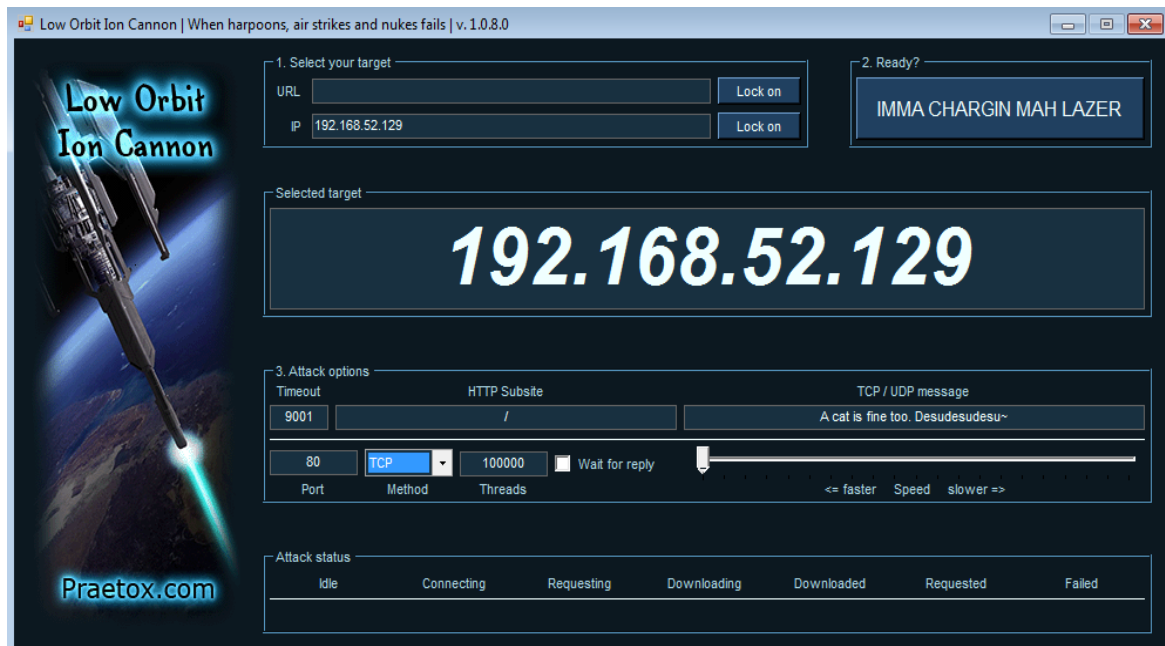 Low Orbit Ion Cannon | When harpoons, air strikes and nukes fails | v. 1.0.8.0
Low Orbit
Ion Cannon
1. Select your target
URL
Lock on
IP 192.168.52.129
Lock on
2. Ready?
IMMA CHARGIN MAH LAZER
Selected target
192.168.52.129
3. Attack options
Timeout HTTP Subsite TCP / UDP message
9001 / A cat is fine too. Desudesudesu~
80 TCP 100000 Wait for reply
Port Method Threads <= faster Speed slower =>
Attack status
Idle Connecting Requesting Downloading Downloaded Requested Failed
Praetox.com